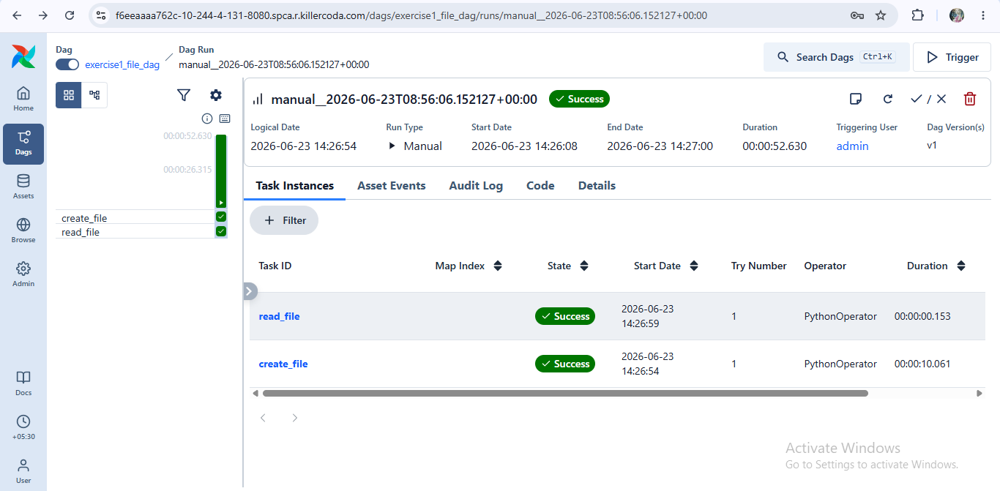 f6eeaaaa762c-10-244-4-131-8080.spca.r.killercoda.com/dags/exercise1_file_dag/runs/manual__2026-06-23T08:56:06.152127+00:00
Dag
exercise1_file_dag
Dag Run
manual__2026-06-23T08:56:06.152127+00:00
Search Dags Ctrl+K
Trigger
Home
Dags
Assets
Browse
Admin
Docs
+05:30
User
00:00:52.630
00:00:26.315
create_file
read_file
manual__2026-06-23T08:56:06.152127+00:00 Success
Logical Date Run Type Start Date End Date Duration Triggering User Dag Version(s)
2026-06-23 14:26:54 Manual 2026-06-23 14:26:08 2026-06-23 14:27:00 00:00:52.630 admin v1
Task Instances Asset Events Audit Log Code Details
+ Filter
Task ID Map Index State Start Date Try Number Operator Duration
read_file Success 2026-06-23 14:26:59 1 PythonOperator 00:00:00.153
create_file Success 2026-06-23 14:26:54 1 PythonOperator 00:00:10.061
Activate Windows
Go to Settings to activate Windows.